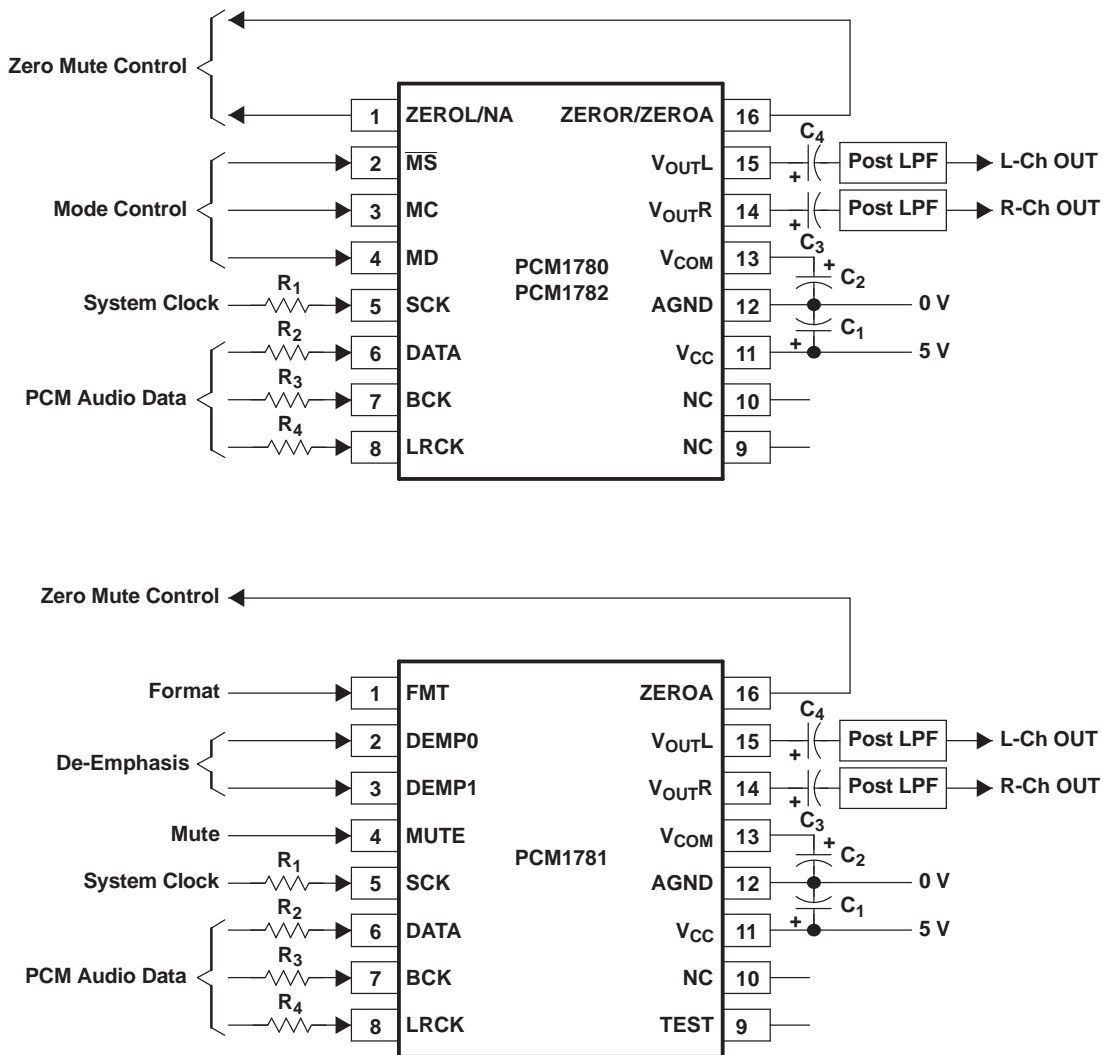 Zero Mute Control
1 ZEROL/NA ZEROR/ZEROA 16
C4
Mode Control
2 MS VOUTL 15 + Post LPF L-Ch OUT
3 MC VOUTR 14 + Post LPF R-Ch OUT
C3
4 MD VCOM 13 +
PCM1780
PCM1782
C2
System Clock R1 5 SCK AGND 12 0 V
C1
PCM Audio Data
R2 6 DATA VCC 11 + 5 V
R3 7 BCK NC 10
R4 8 LRCK NC 9
Zero Mute Control
Format 1 FMT ZEROA 16
C4
De-Emphasis
2 DEMP0 VOUTL 15 + Post LPF L-Ch OUT
3 DEMP1 VOUTR 14 + Post LPF R-Ch OUT
C3
Mute 4 MUTE VCOM 13 +
PCM1781
C2
System Clock R1 5 SCK AGND 12 0 V
C1
PCM Audio Data
R2 6 DATA VCC 11 + 5 V
R3 7 BCK NC 10
R4 8 LRCK TEST 9